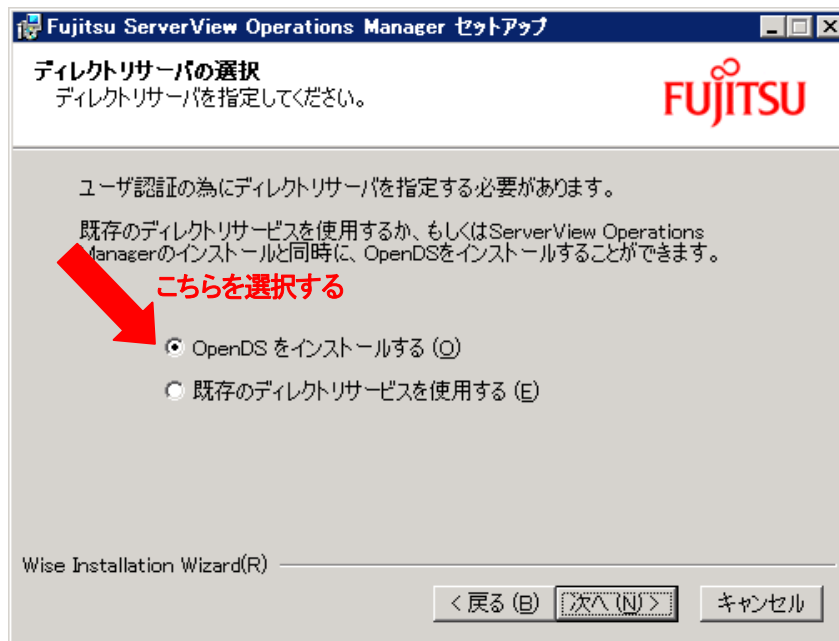 Fujitsu ServerView Operations Manager セットアップ
ディレクトリサーバの選択
ディレクトリサーバを指定してください。
FUJITSU
ユーザ認証の為にディレクトリサーバを指定する必要があります。
既存のディレクトリサービスを使用するか、もしくはServerView Operations
Managerのインストールと同時に、OpenDSをインストールすることができます。
こちらを選択する
OpenDS をインストールする (O)
既存のディレクトリサービスを使用する (E)
Wise Installation Wizard(R)
< 戻る (B) 次へ (N) > キャンセル